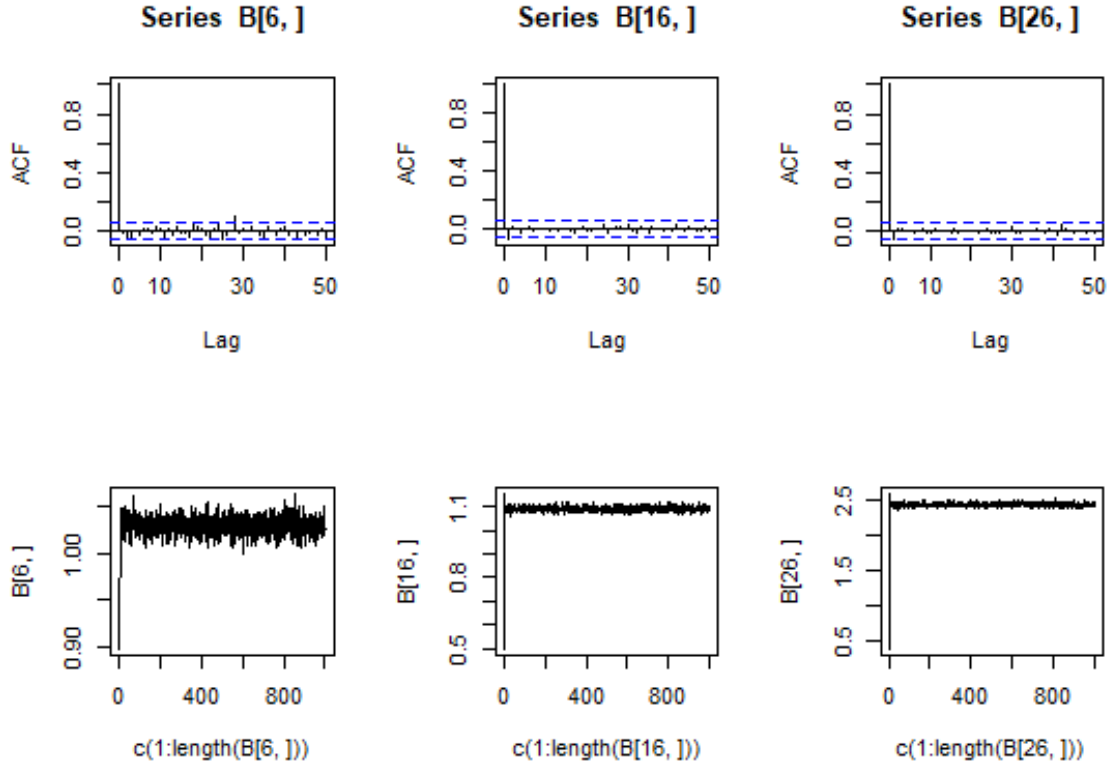 Series B[6, ]
Series B[16, ]
Series B[26, ]
ACF
0.0 0.4 0.8
0 10 30 50
Lag
ACF
0.0 0.4 0.8
0 10 30 50
Lag
ACF
0.0 0.4 0.8
0 10 30 50
Lag
B[6, ]
0.90 1.00
0 400 800
c(1:length(B[6, ]))
B[16, ]
0.5 0.8 1.1
0 400 800
c(1:length(B[16, ]))
B[26, ]
0.5 1.5 2.5
0 400 800
c(1:length(B[26, ]))